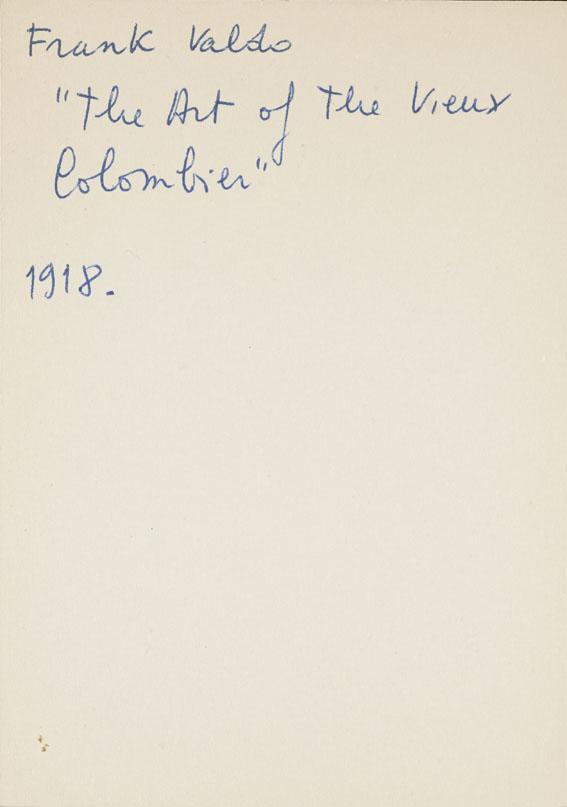 Frank Valdo
"The Art of The Vieux
Colombier"
1918.